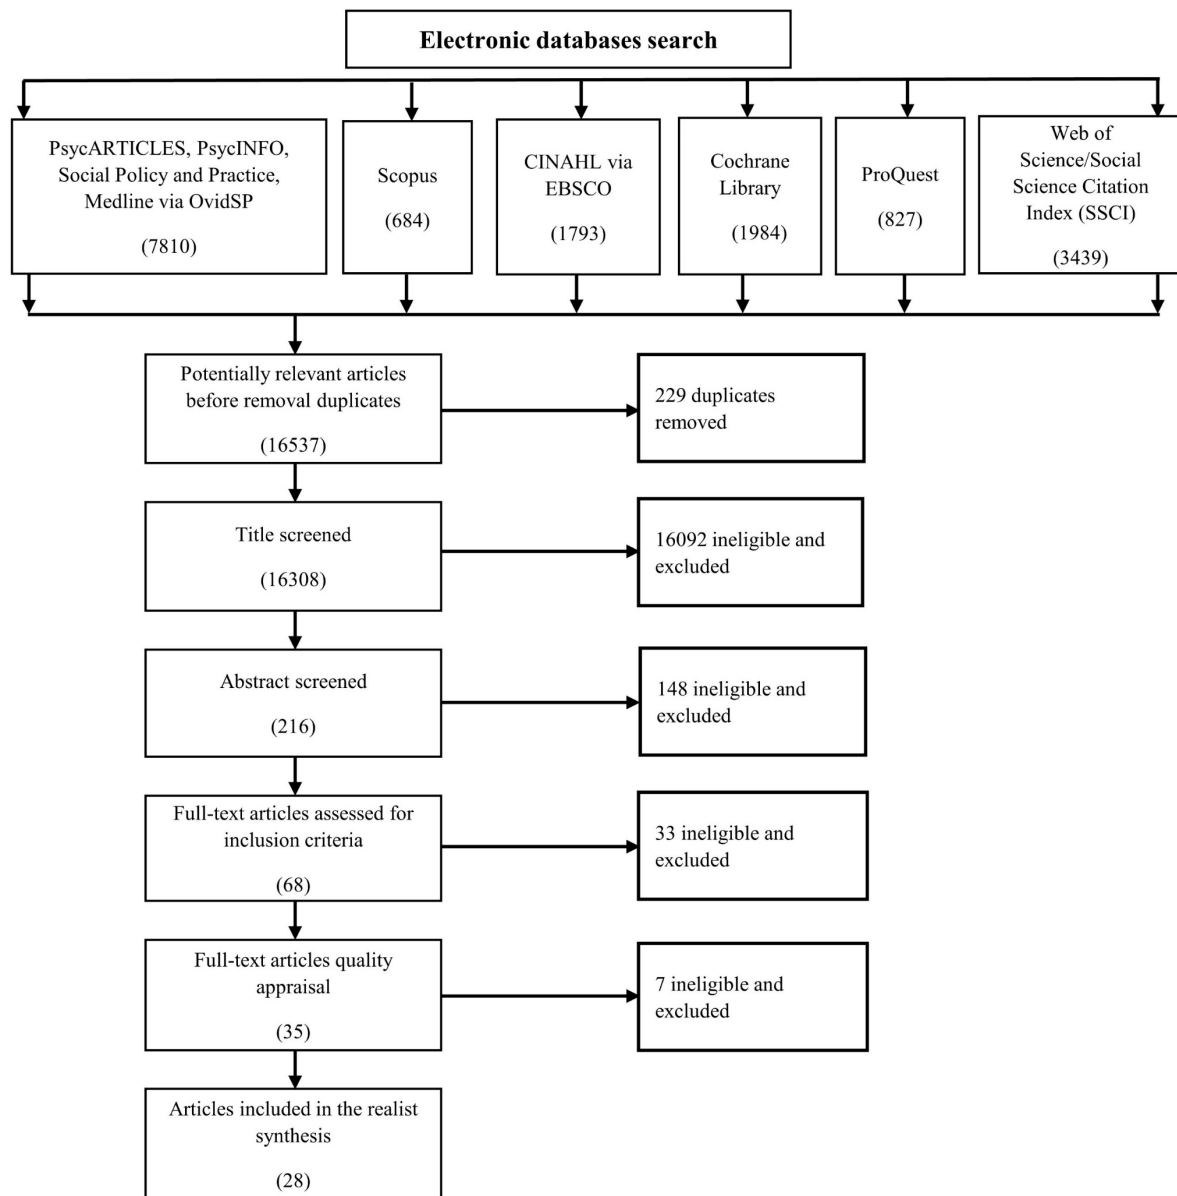 Electronic databases search
PsycARTICLES, PsycINFO,
Social Policy and Practice,
Medline via OvidSP
(7810)
Scopus
(684)
CINAHL via
EBSCO
(1793)
Cochrane
Library
(1984)
ProQuest
(827)
Web of
Science/Social
Science Citation
Index (SSCI)
(3439)
Potentially relevant articles
before removal duplicates
(16537)
229 duplicates
removed
Title screened
(16308)
16092 ineligible and
excluded
Abstract screened
(216)
148 ineligible and
excluded
Full-text articles assessed for
inclusion criteria
(68)
33 ineligible and
excluded
Full-text articles quality
appraisal
(35)
7 ineligible and
excluded
Articles included in the realist
synthesis
(28)